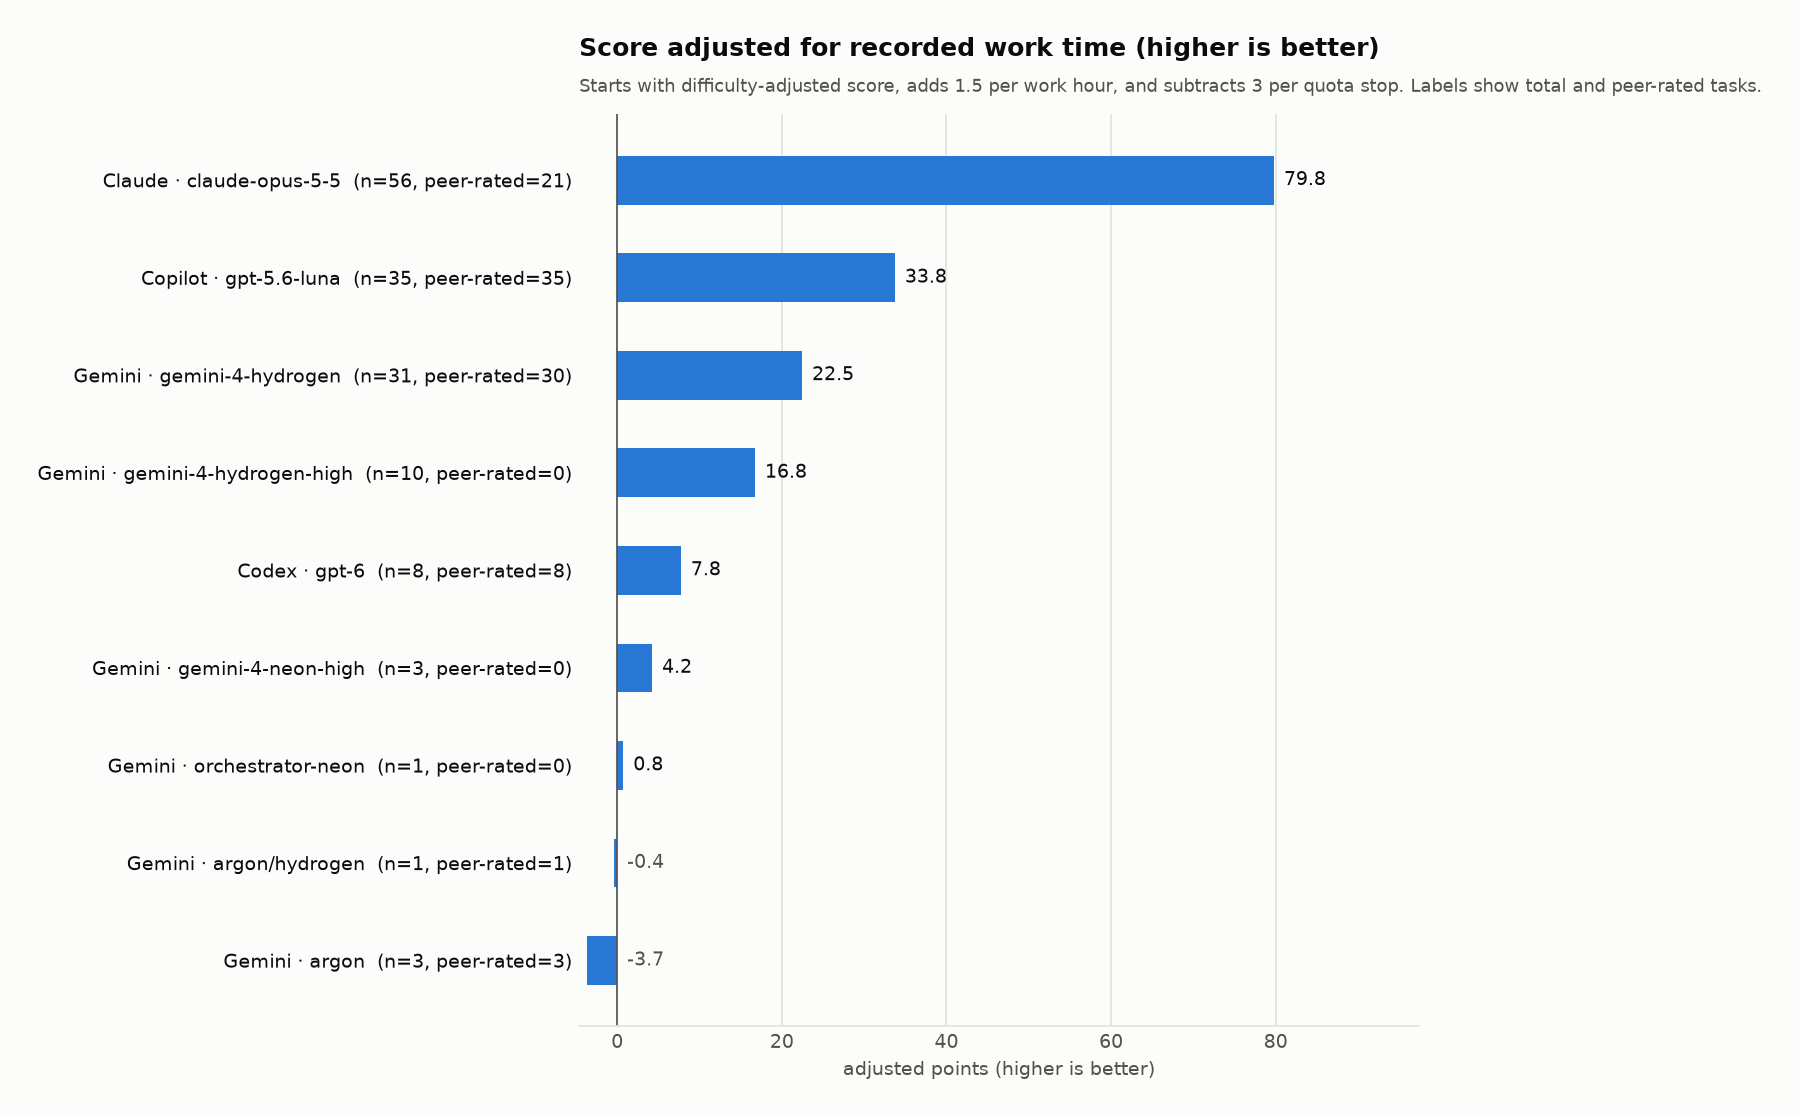 Score adjusted for recorded work time (higher is better)
Starts with difficulty-adjusted score, adds 1.5 per work hour, and subtracts 3 per quota stop. Labels show total and peer-rated tasks.
Claude · claude-opus-5-5 (n=56, peer-rated=21)
79.8
Copilot · gpt-5.6-luna (n=35, peer-rated=35)
33.8
Gemini · gemini-4-hydrogen (n=31, peer-rated=30)
22.5
Gemini · gemini-4-hydrogen-high (n=10, peer-rated=0)
16.8
Codex · gpt-6 (n=8, peer-rated=8)
7.8
Gemini · gemini-4-neon-high (n=3, peer-rated=0)
4.2
Gemini · orchestrator-neon (n=1, peer-rated=0)
0.8
Gemini · argon/hydrogen (n=1, peer-rated=1)
-0.4
Gemini · argon (n=3, peer-rated=3)
-3.7
0 20 40 60 80
adjusted points (higher is better)